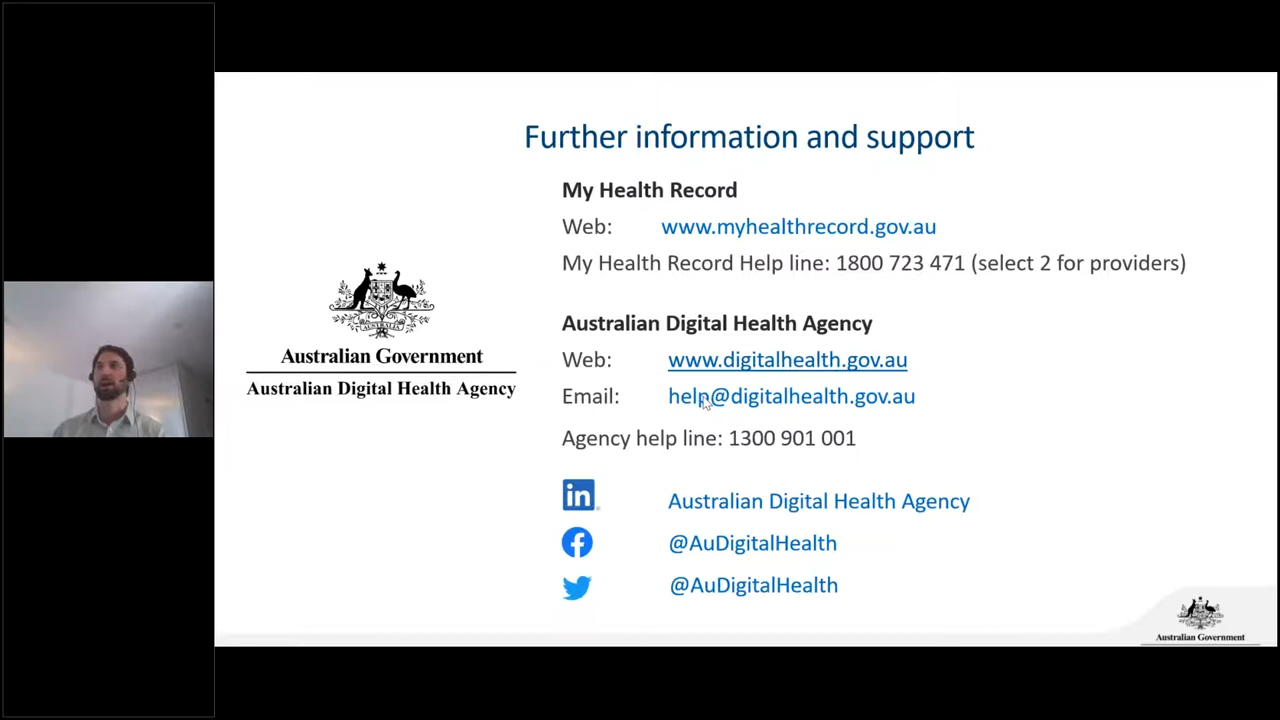 Further information and support
My Health Record
Web: www.myhealthrecord.gov.au
My Health Record Help line: 1800 723 471 (select 2 for providers)
Australian Government
Australian Digital Health Agency
Australian Digital Health Agency
Web: www.digitalhealth.gov.au
Email: help@digitalhealth.gov.au
Agency help line: 1300 901 001
in Australian Digital Health Agency
@AuDigitalHealth
@AuDigitalHealth
Australian Government